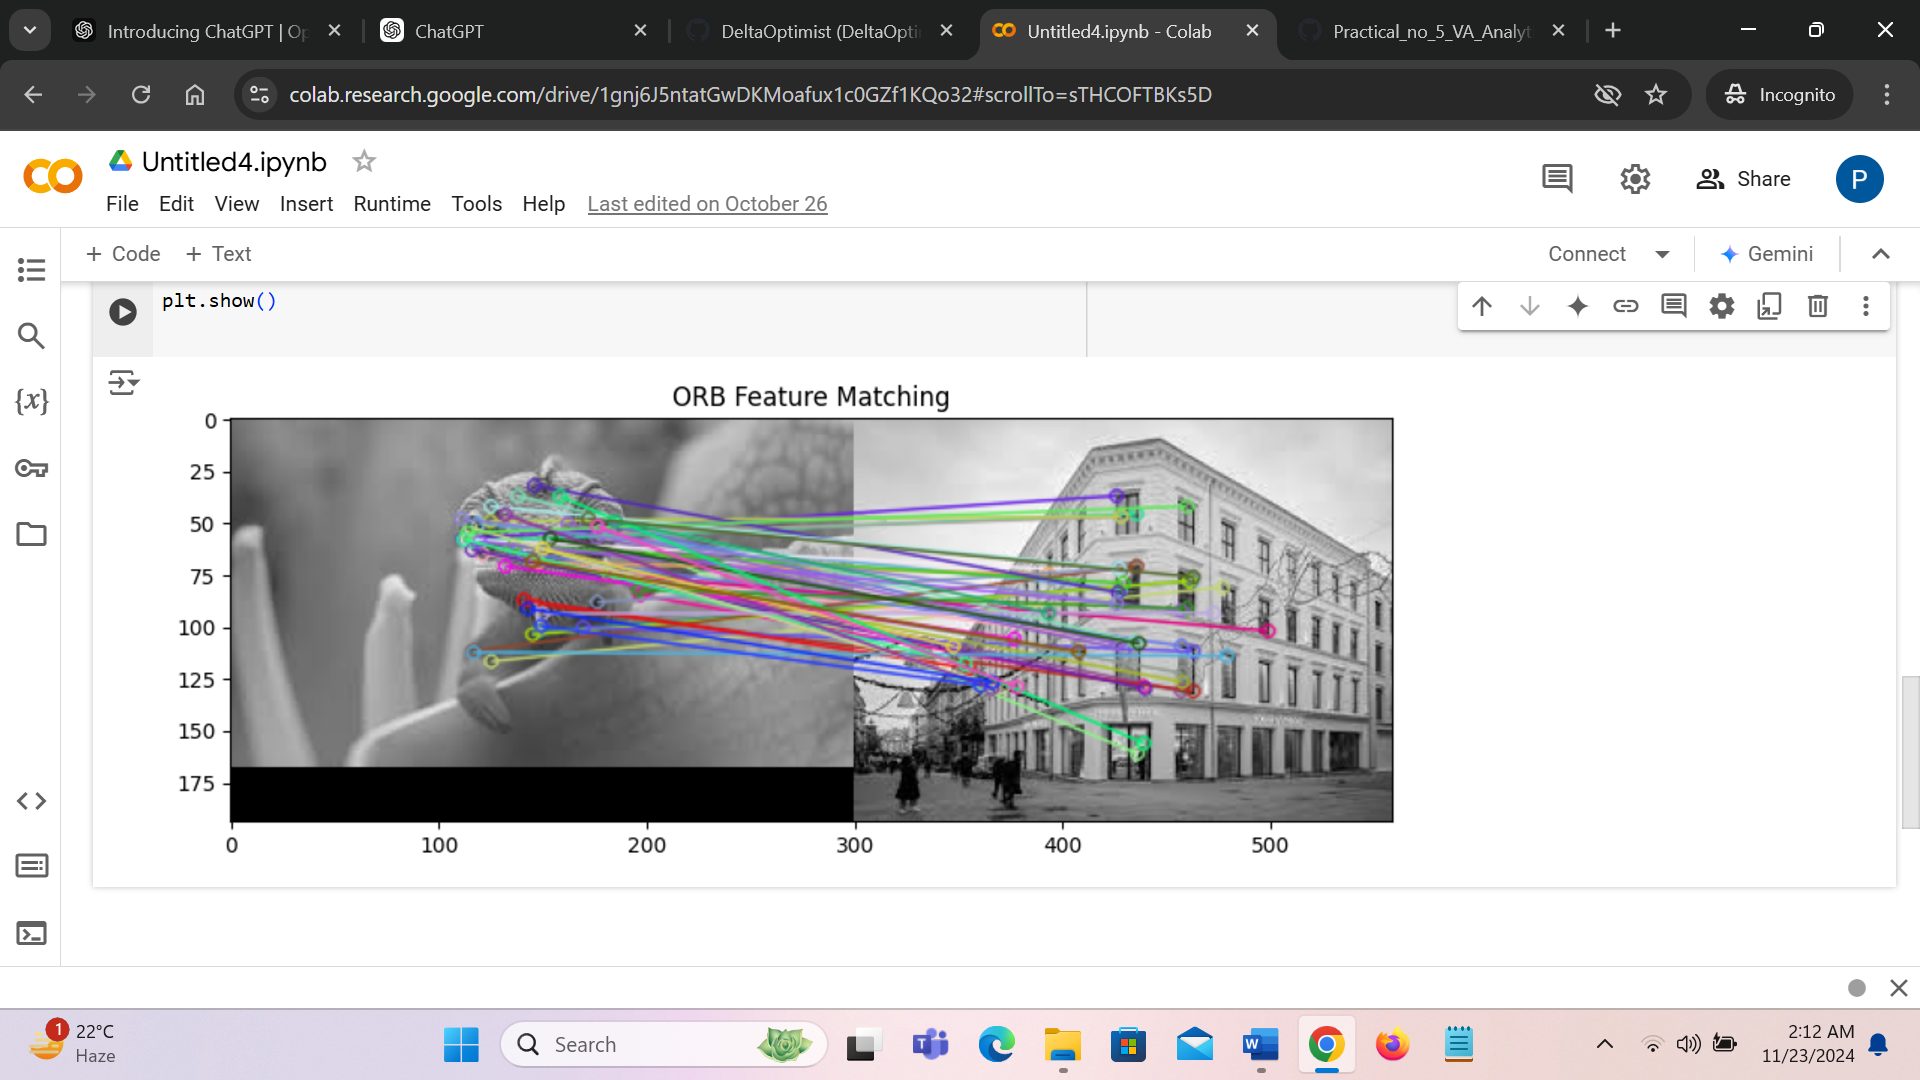 Introducing ChatGPT | Op
ChatGPT
DeltaOptimist (DeltaOpti
Untitled4.ipynb - Colab
Practical_no_5_VA_Analyt
colab.research.google.com/drive/1gnj6J5ntatGwDKMoafux1c0GZf1KQo32#scrollTo=sTHCOFTBKs5D
Incognito
Untitled4.ipynb
File Edit View Insert Runtime Tools Help Last edited on October 26
Share
P
+ Code + Text
Connect
Gemini
plt.show()
{x}
ORB Feature Matching
0
25
50
75
100
125
150
175
0 100 200 300 400 500
1
22°C
Haze
Search
2:12 AM
11/23/2024